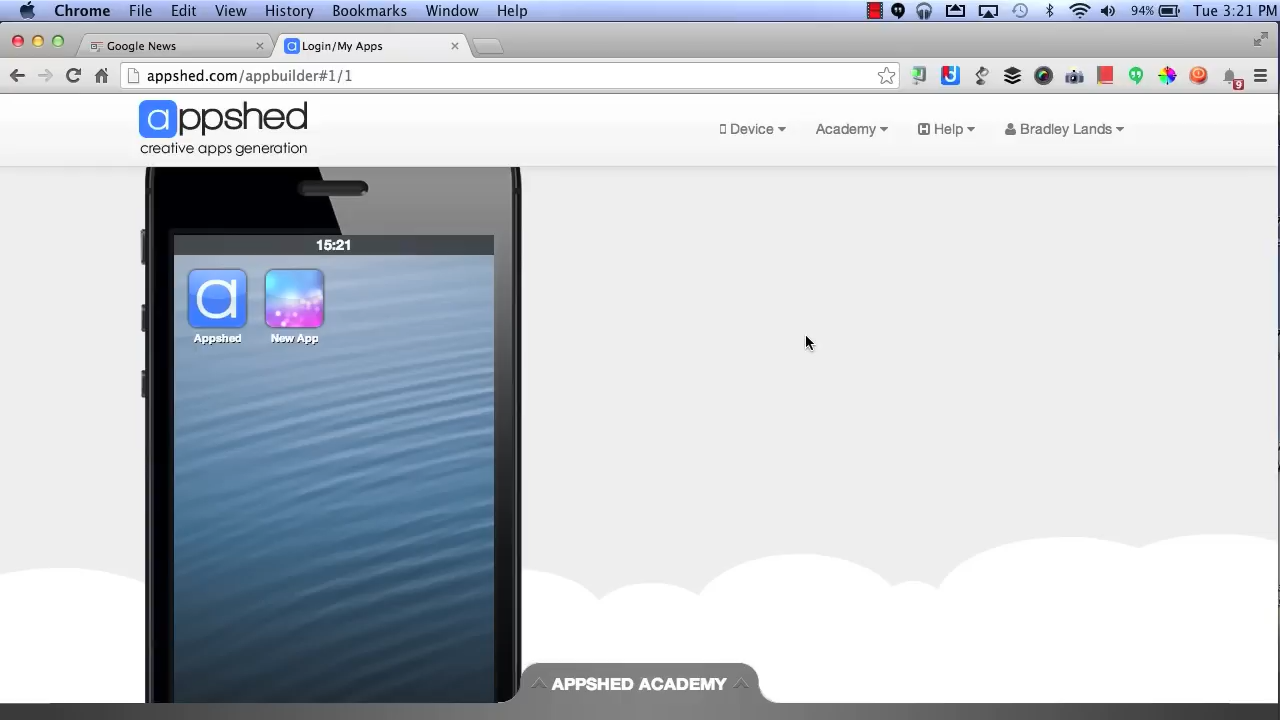 Chrome File Edit View History Bookmarks Window Help 94% Tue 3:21 PM
Google News
Login/My Apps
appshed.com/appbuilder#1/1
9
appshed
creative apps generation
Device Academy Help Bradley Lands
15:21
Appshed New App
APPSHED ACADEMY